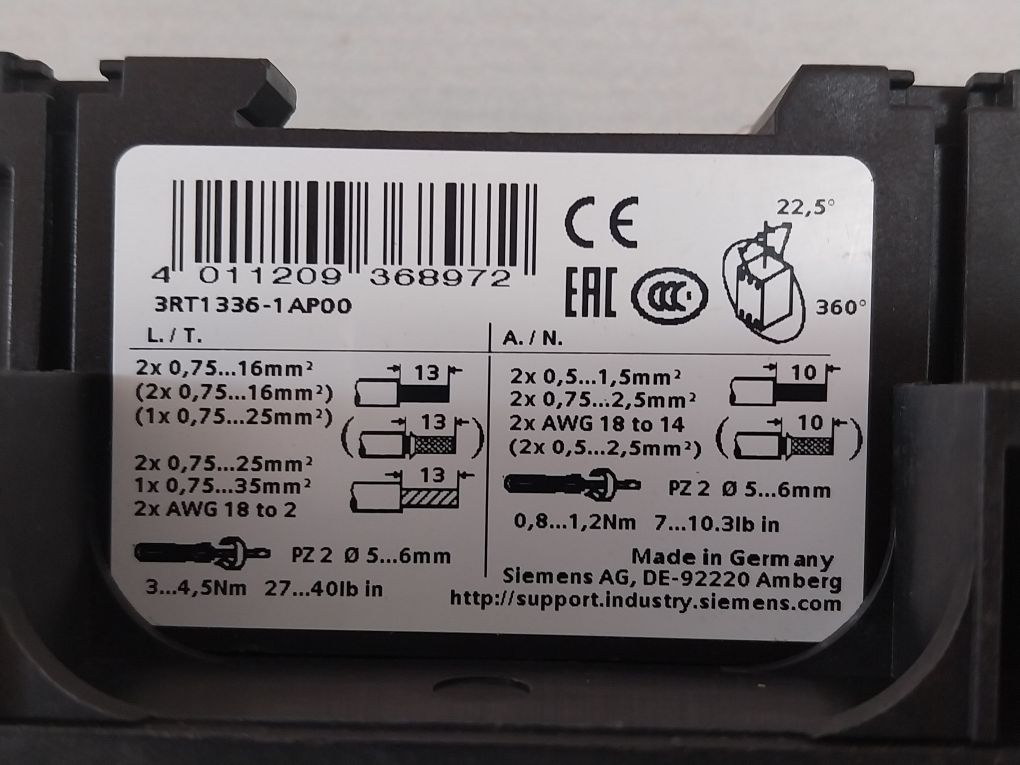 4 011209 368972
3RT1336-1AP00
CE
EAC
CCC
22,5°
360°
L. / T.
2x 0,75...16mm²
(2x 0,75...16mm²)
(1x 0,75...25mm²)
13
( 13 )
2x 0,75...25mm²
1x 0,75...35mm²
2x AWG 18 to 2
13
PZ 2 Ø 5...6mm
3...4,5Nm 27...40lb in
A. / N.
2x 0,5...1,5mm²
2x 0,75...2,5mm²
2x AWG 18 to 14
(2x 0,5...2,5mm²)
10
( 10 )
PZ 2 Ø 5...6mm
0,8...1,2Nm 7...10.3lb in
Made in Germany
Siemens AG, DE-92220 Amberg
http://support.industry.siemens.com